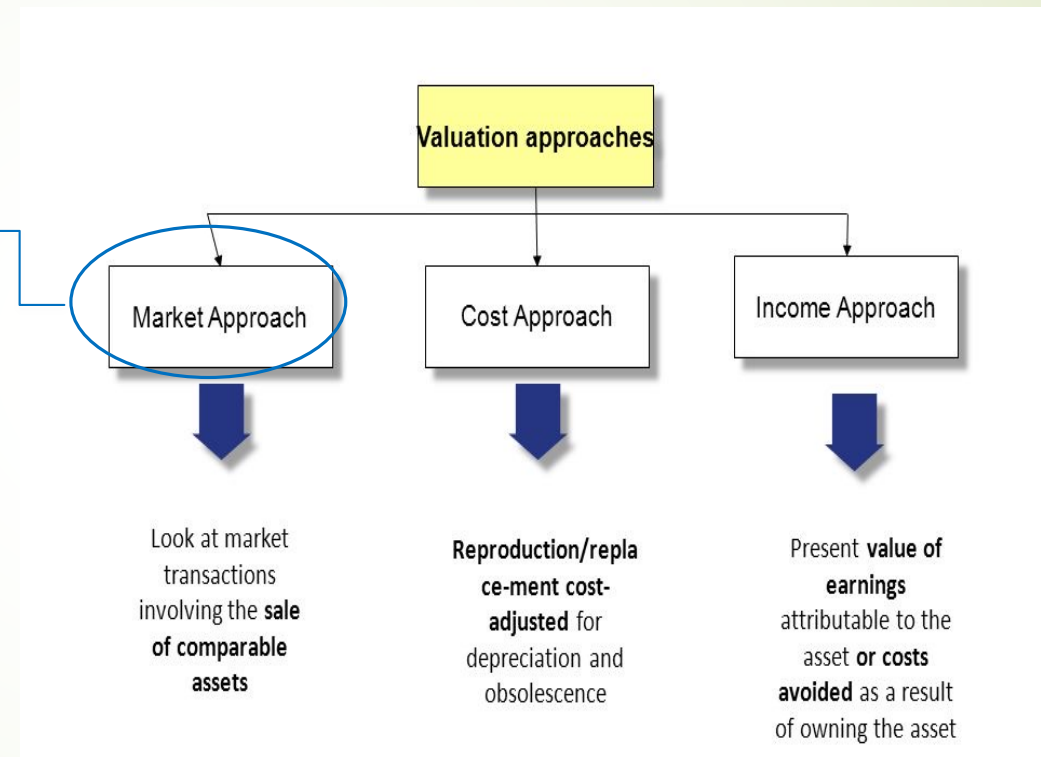 Valuation approaches
Market Approach
Cost Approach
Income Approach
Look at market
transactions
involving the sale
of comparable
assets
Reproduction/repla
ce-ment cost-
adjusted for
depreciation and
obsolescence
Present value of
earnings
attributable to the
asset or costs
avoided as a result
of owning the asset